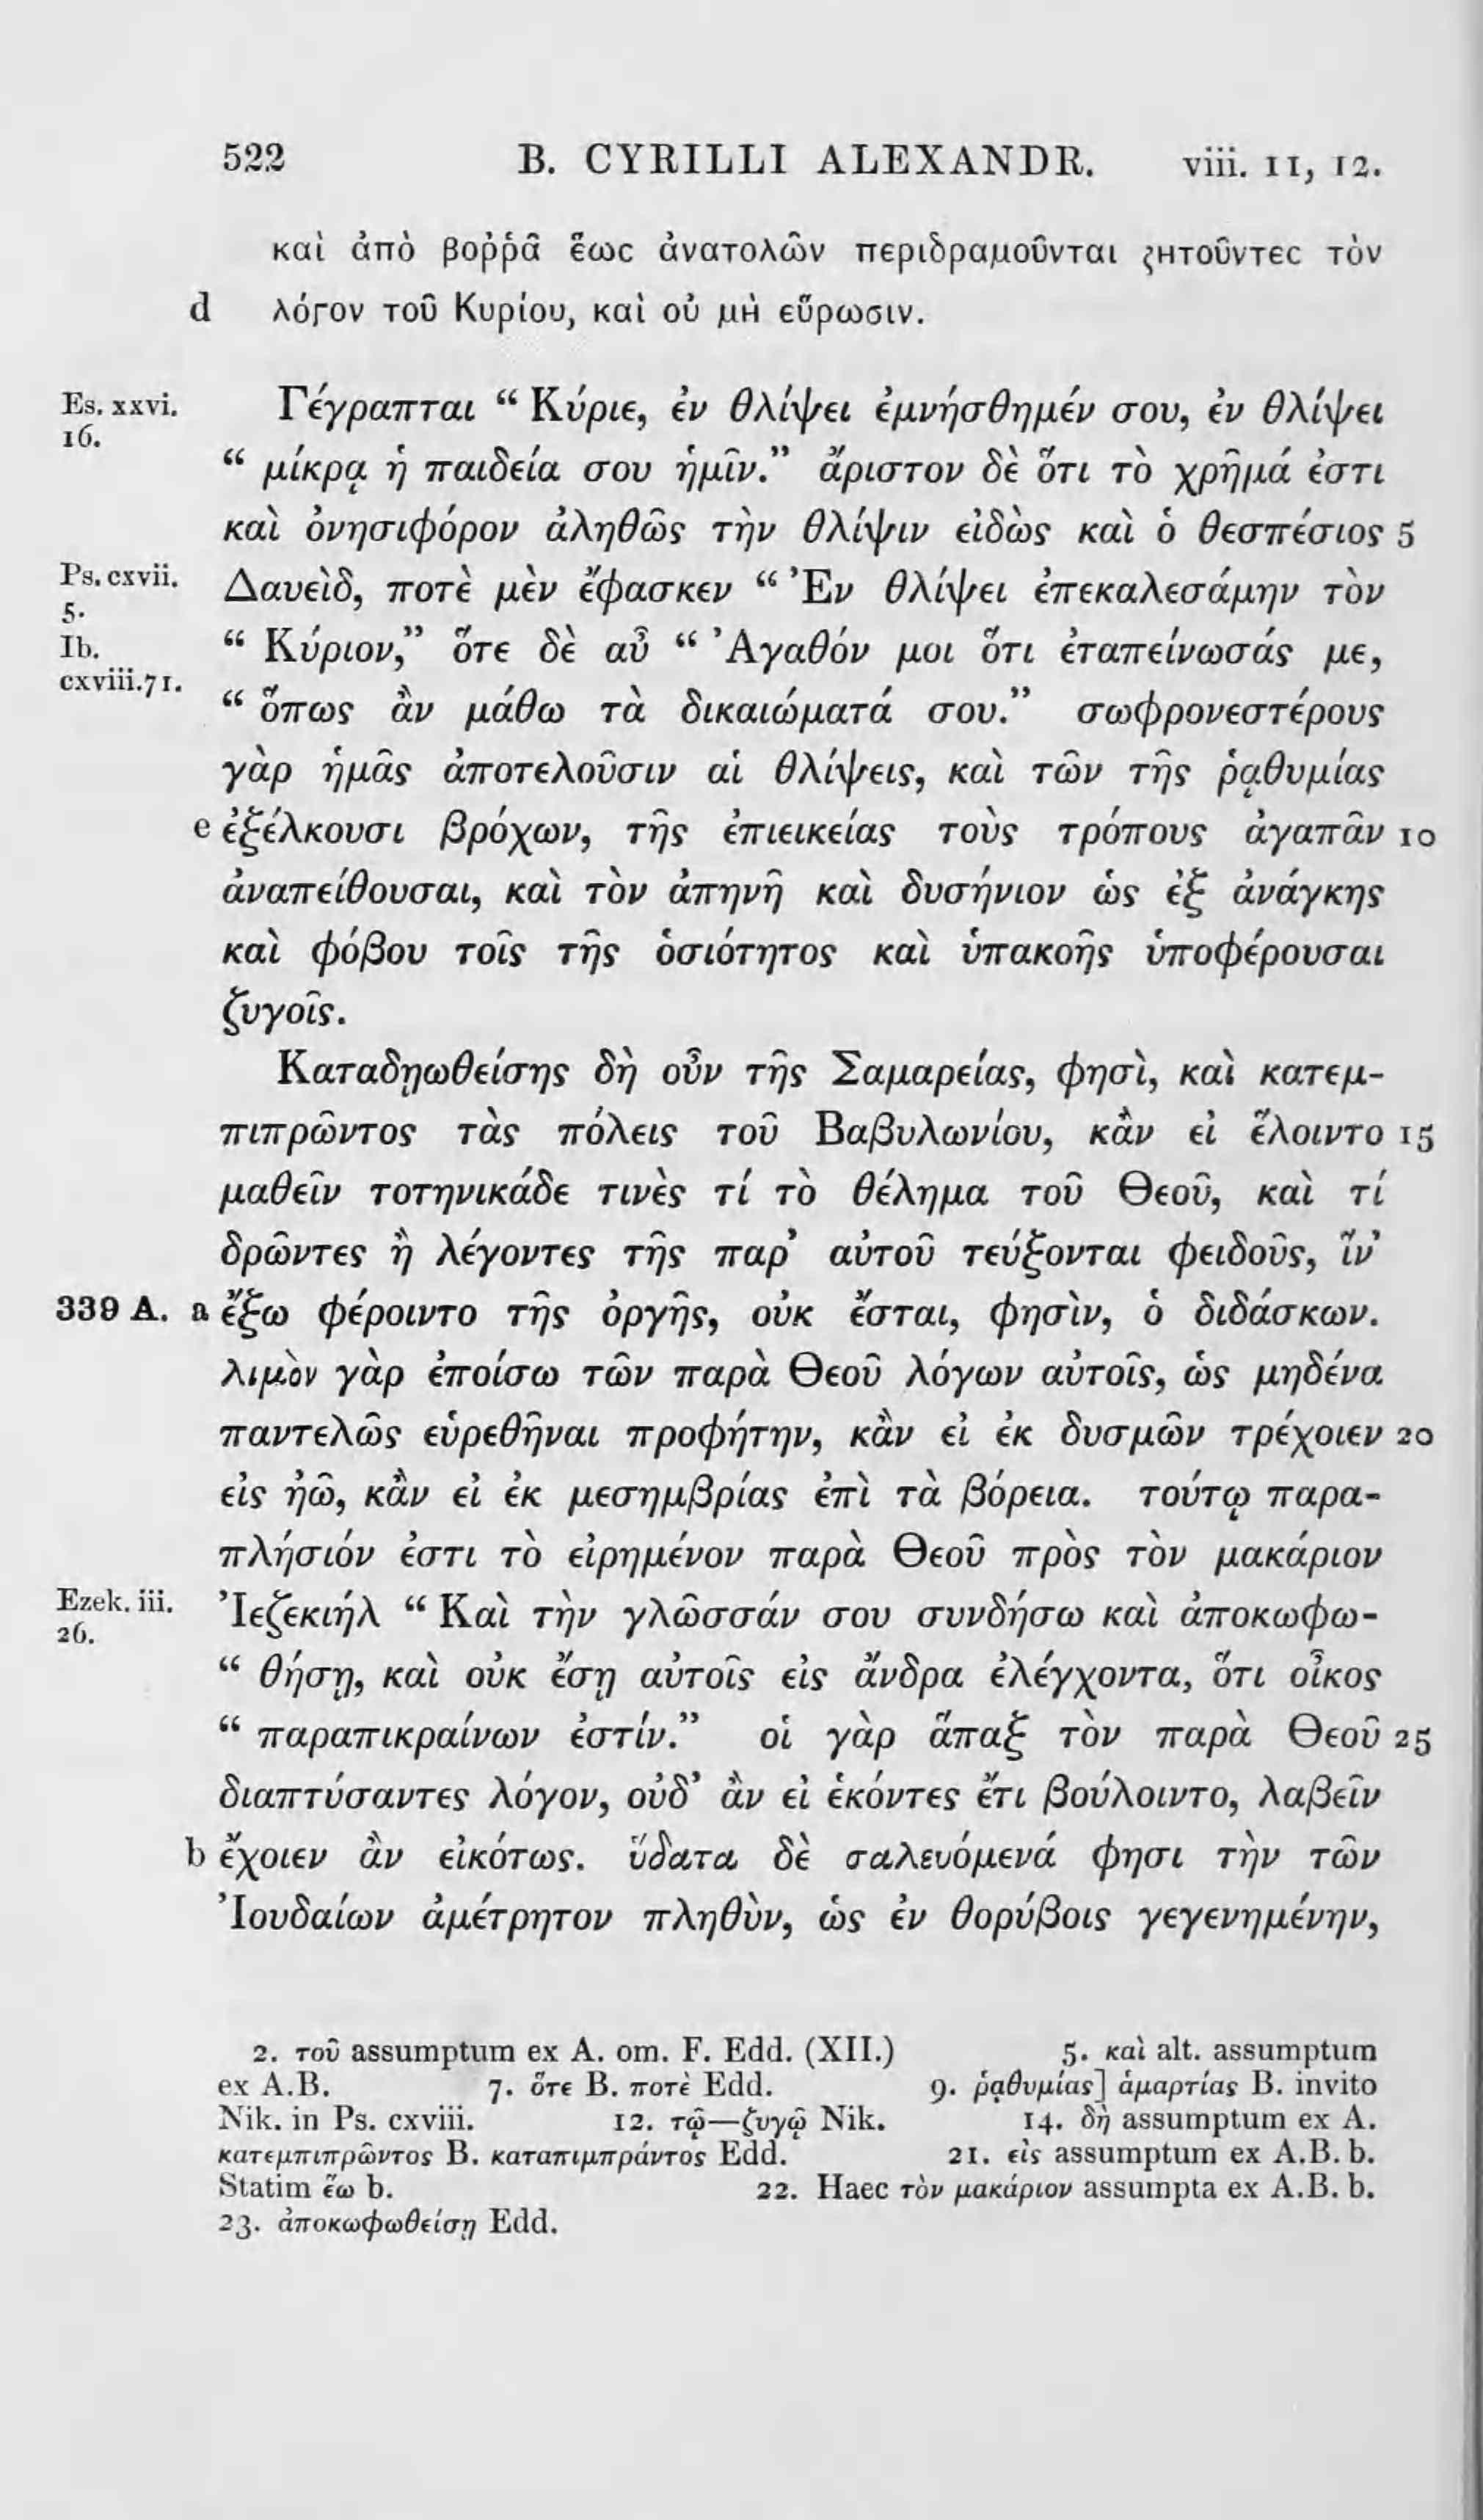 522 B. CYRILLI ALEXANDR. viii. 11, 12.
καὶ ἀπὸ βοῤῥᾶ ἕως ἀνατολῶν περιδραμοῦνται ζητοῦντες τὸν
d λόγον τοῦ Κυρίου, καὶ οὐ μὴ εὕρωσιν.
Es. xxvi. Γέγραπται “ Κύριε, ἐν θλίψει ἐμνήσθημέν σου, ἐν θλίψει
16.
“ μίκρᾳ ἡ παιδεία σου ἡμῖν.” ἄριστον δὲ ὅτι τὸ χρῆμά ἐστι
καὶ ὀνησιφόρον ἀληθῶς τὴν θλίψιν εἰδὼς καὶ ὁ θεσπέσιος 5
Ps. cxvii. Δαυεὶδ, ποτὲ μὲν ἔφασκεν “ Ἐν θλίψει ἐπεκαλεσάμην τὸν
5.
Ib. “ Κύριον,” ὅτε δὲ αὖ “ Ἀγαθόν μοι ὅτι ἐταπείνωσάς με,
cxviii.71.
“ ὅπως ἂν μάθω τὰ δικαιώματά σου.” σωφρονεστέρους
γὰρ ἡμᾶς ἀποτελοῦσιν αἱ θλίψεις, καὶ τῶν τῆς ῥᾳθυμίας
e ἐξέλκουσι βρόχων, τῆς ἐπιεικείας τοὺς τρόπους ἀγαπᾶν 10
ἀναπείθουσαι, καὶ τὸν ἀπηνῆ καὶ δυσήνιον ὡς ἐξ ἀνάγκης
καὶ φόβου τοῖς τῆς ὁσιότητος καὶ ὑπακοῆς ὑποφέρουσαι
ζυγοῖς.
Καταδῃωθείσης δὴ οὖν τῆς Σαμαρείας, φησὶ, καὶ κατεμ-
πιπρῶντος τὰς πόλεις τοῦ Βαβυλωνίου, κἂν εἰ ἕλοιντο 15
μαθεῖν τοτηνικάδε τινὲς τί τὸ θέλημα τοῦ Θεοῦ, καὶ τί
δρῶντες ἢ λέγοντες τῆς παρ’ αὐτοῦ τεύξονται φειδοῦς, ἵν’
339 A. a ἔξω φέροιντο τῆς ὀργῆς, οὐκ ἔσται, φησὶν, ὁ διδάσκων.
λιμὸν γὰρ ἐποίσω τῶν παρὰ Θεοῦ λόγων αὐτοῖς, ὡς μηδένα
παντελῶς εὑρεθῆναι προφήτην, κἂν εἰ ἐκ δυσμῶν τρέχοιεν 20
εἰς ἠῶ, κἂν εἰ ἐκ μεσημβρίας ἐπὶ τὰ βόρεια. τούτῳ παρα-
πλήσιόν ἐστι τὸ εἰρημένον παρὰ Θεοῦ πρὸς τὸν μακάριον
Ezek. iii. Ἰεζεκιήλ “ Καὶ τὴν γλῶσσάν σου συνδήσω καὶ ἀποκωφω-
26.
“ θήσῃ, καὶ οὐκ ἔσῃ αὐτοῖς εἰς ἄνδρα ἐλέγχοντα, ὅτι οἶκος
“ παραπικραίνων ἐστίν.” οἱ γὰρ ἅπαξ τὸν παρὰ Θεοῦ 25
διαπτύσαντες λόγον, οὐδ’ ἂν εἰ ἑκόντες ἔτι βούλοιντο, λαβεῖν
b ἔχοιεν ἂν εἰκότως. ὕδατα δὲ σαλευόμενά φησι τὴν τῶν
Ἰουδαίων ἀμέτρητον πληθὺν, ὡς ἐν θορύβοις γεγενημένην,
2. τοῦ assumptum ex A. om. F. Edd. (XII.) 5. καὶ alt. assumptum
ex A.B. 7. ὅτε B. ποτὲ Edd. 9. ῥᾳθυμίας] ἁμαρτίας B. invito
Nik. in Ps. cxviii. 12. τῷ—ζυγῷ Nik. 14. δὴ assumptum ex A.
κατεμπιπρῶντος B. καταπιμπράντος Edd. 21. εἰς assumptum ex A.B. b.
Statim ἕω b. 22. Haec τὸν μακάριον assumpta ex A.B. b.
23. ἀποκωφωθείσῃ Edd.